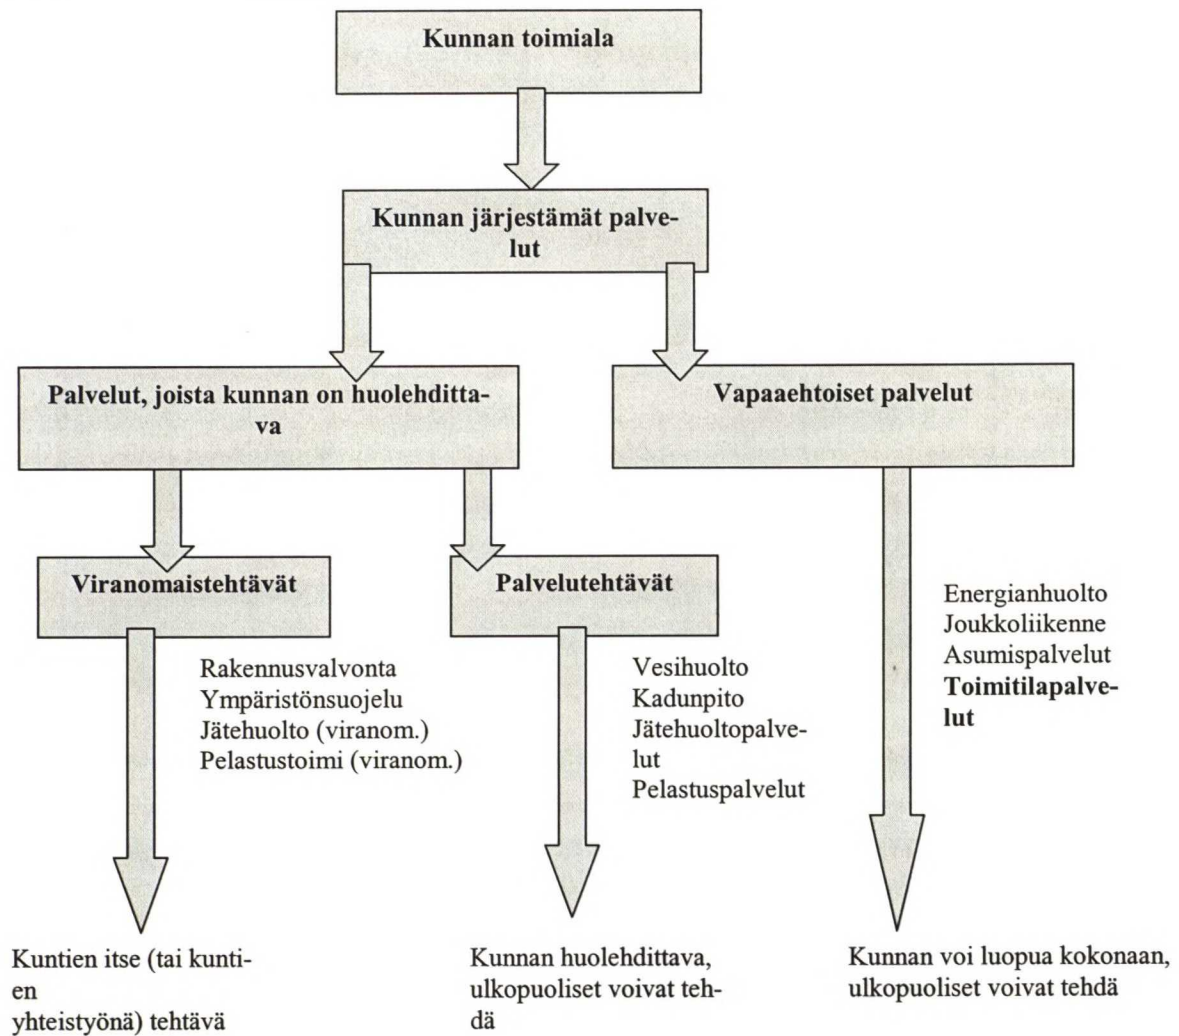 Kunnan toimiala
Kunnan järjestämät palve-
lut
Palvelut, joista kunnan on huolehditta-
va
Vapaaehtoiset palvelut
Viranomaistehtävät
Palvelutehtävät
Rakennusvalvonta
Ympäristönsuojelu
Jätehuolto (viranom.)
Pelastustoimi (viranom.)
Vesihuolto
Kadunpito
Jätehuoltopalve-
lut
Pelastuspalvelut
Energianhuolto
Joukkoliikenne
Asumispalvelut
Toimitilapalve-
lut
Kuntien itse (tai kunti-
en
yhteistyönä) tehtävä
Kunnan huolehdittava,
ulkopuoliset voivat teh-
dä
Kunnan voi luopua kokonaan,
ulkopuoliset voivat tehdä